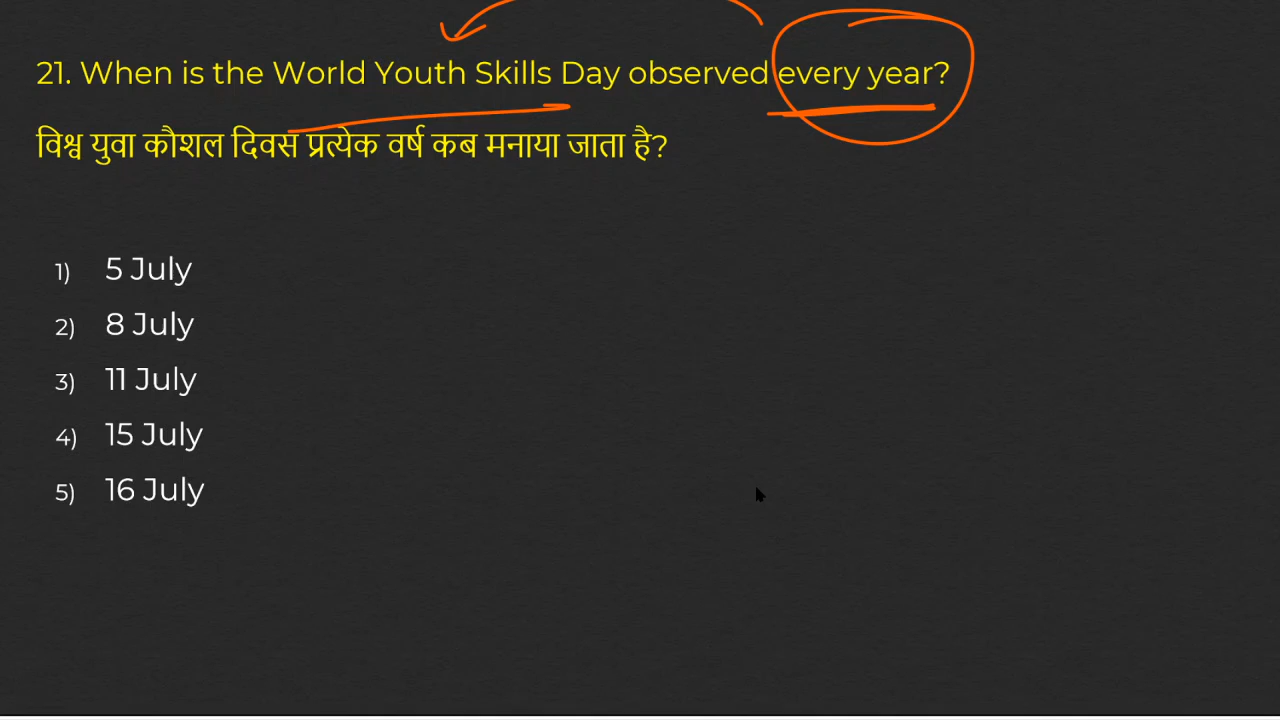 21. When is the World Youth Skills Day observed every year?
विश्व युवा कौशल दिवस प्रत्येक वर्ष कब मनाया जाता है?
1) 5 July
2) 8 July
3) 11 July
4) 15 July
5) 16 July